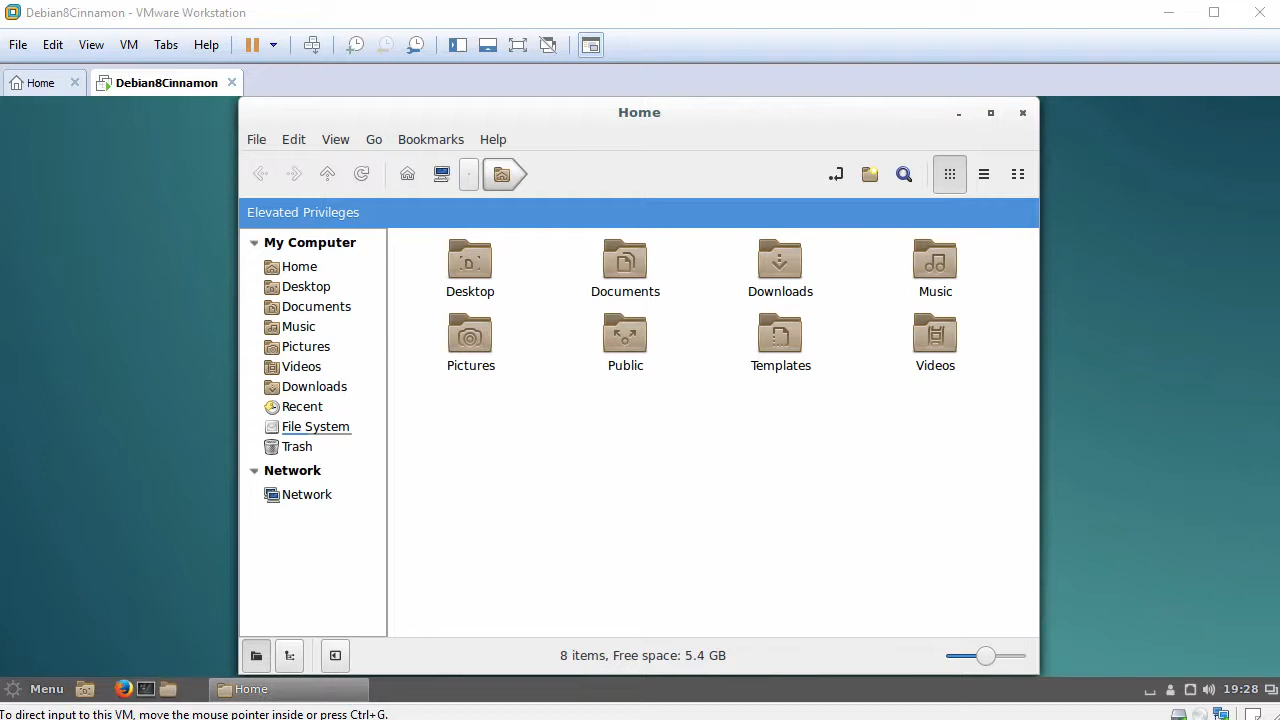 Debian8Cinnamon - VMware Workstation
File Edit View VM Tabs Help
Home Debian8Cinnamon
Home
File Edit View Go Bookmarks Help
Elevated Privileges
My Computer
Home
Desktop
Documents
Music
Pictures
Videos
Downloads
Recent
File System
Trash
Network
Network
Desktop Documents Downloads Music
Pictures Public Templates Videos
8 items, Free space: 5.4 GB
Menu Home 19:28
To direct input to this VM, move the mouse pointer inside or press Ctrl+G.